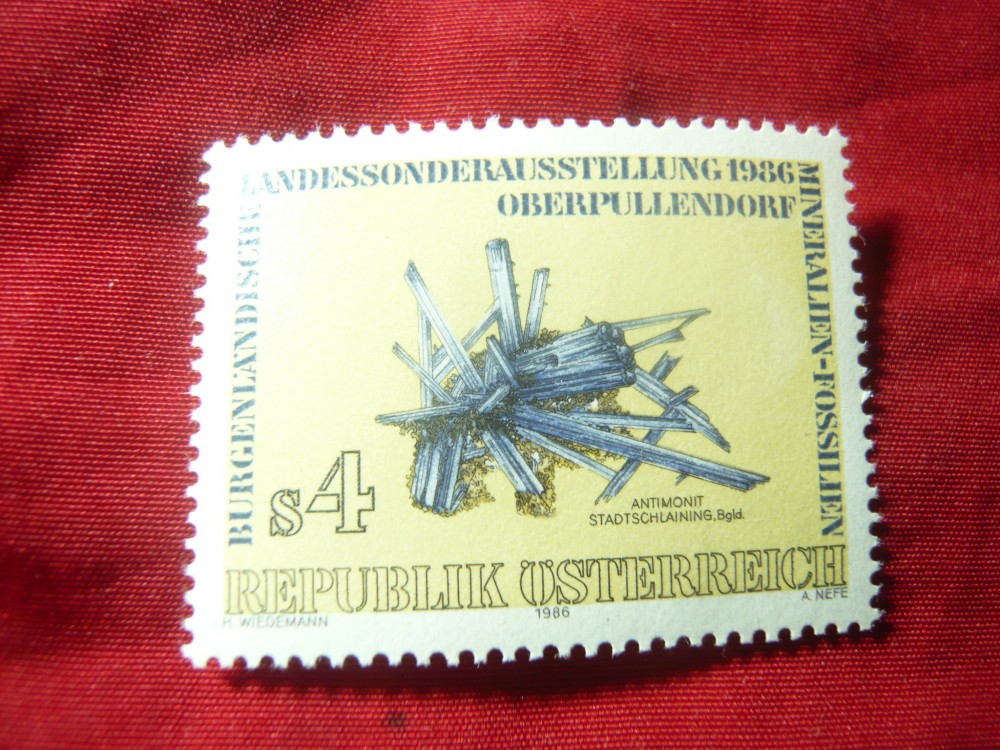 BURGENLÄNDISCHE
LANDESSONDERAUSSTELLUNG 1986
OBERPULLENDORF
MINERALIEN-FOSSILIEN
s4
ANTIMONIT
STADTSCHLAINING, Bgld.
REPUBLIK ÖSTERREICH
H. WIEDEMANN
1986
A. NEFE